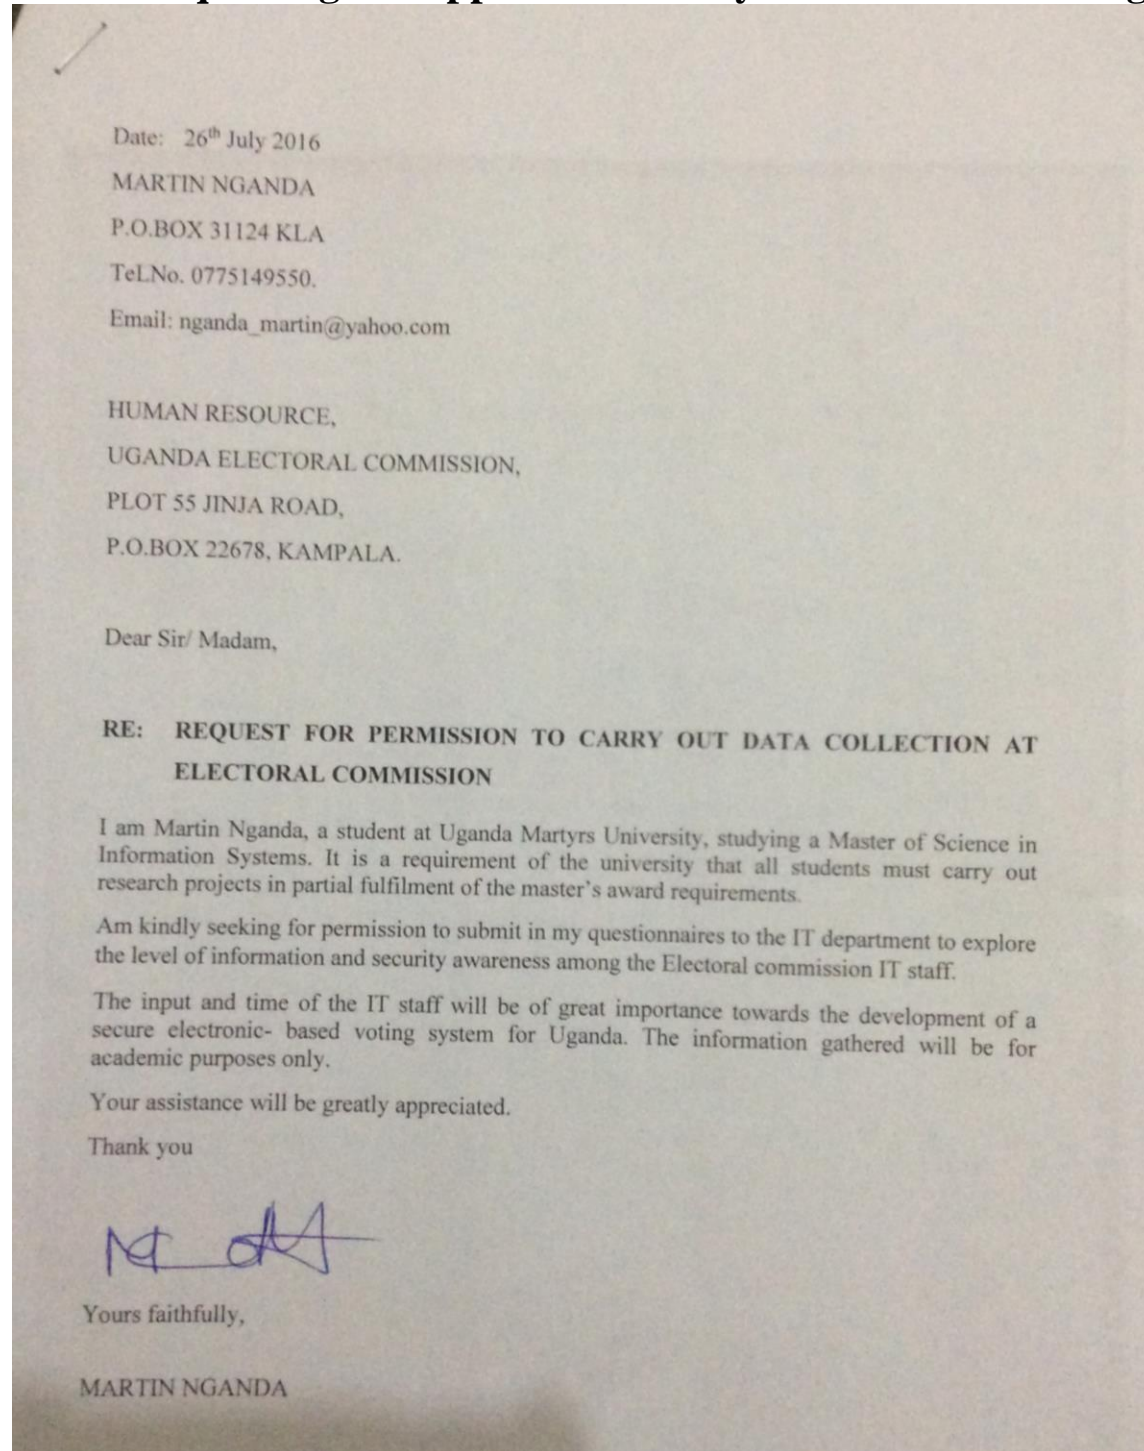 Date: 26th July 2016
MARTIN NGANDA
P.O.BOX 31124 KLA
Tel.No. 0775149550.
Email: nganda_martin@yahoo.com
HUMAN RESOURCE,
UGANDA ELECTORAL COMMISSION,
PLOT 55 JINJA ROAD,
P.O.BOX 22678, KAMPALA.
Dear Sir/ Madam,
RE: REQUEST FOR PERMISSION TO CARRY OUT DATA COLLECTION AT
ELECTORAL COMMISSION
I am Martin Nganda, a student at Uganda Martyrs University, studying a Master of Science in
Information Systems. It is a requirement of the university that all students must carry out
research projects in partial fulfilment of the master's award requirements.
Am kindly seeking for permission to submit in my questionnaires to the IT department to explore
the level of information and security awareness among the Electoral commission IT staff.
The input and time of the IT staff will be of great importance towards the development of a
secure electronic- based voting system for Uganda. The information gathered will be for
academic purposes only.
Your assistance will be greatly appreciated.
Thank you
Yours faithfully,
MARTIN NGANDA